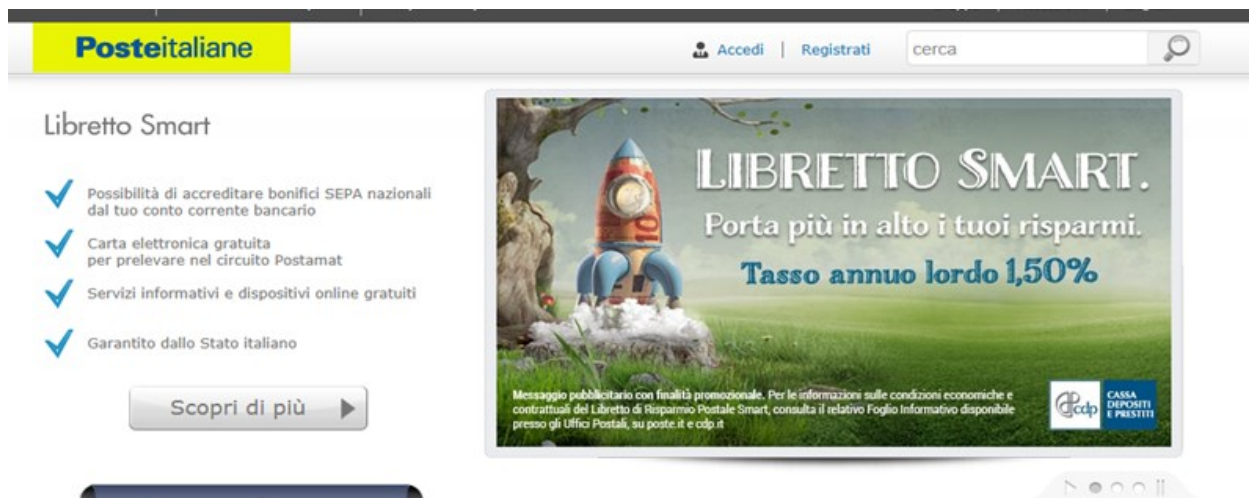 Posteitaliane
Accedi | Registrati
cerca
Libretto Smart
Possibilità di accreditare bonifici SEPA nazionali
dal tuo conto corrente bancario
Carta elettronica gratuita
per prelevare nel circuito Postamat
Servizi informativi e dispositivi online gratuiti
Garantito dallo Stato italiano
Scopri di più
LIBRETTO SMART.
Porta più in alto i tuoi risparmi.
Tasso annuo lordo 1,50%
Messaggio pubblicitario con finalità promozionale. Per le informazioni sulle condizioni economiche e
contrattuali del Libretto di Risparmio Postale Smart, consulta il relativo Foglio Informativo disponibile
presso gli Uffici Postali, su poste.it e cdp.it
cdp
CASSA
DEPOSITI
E PRESTITI